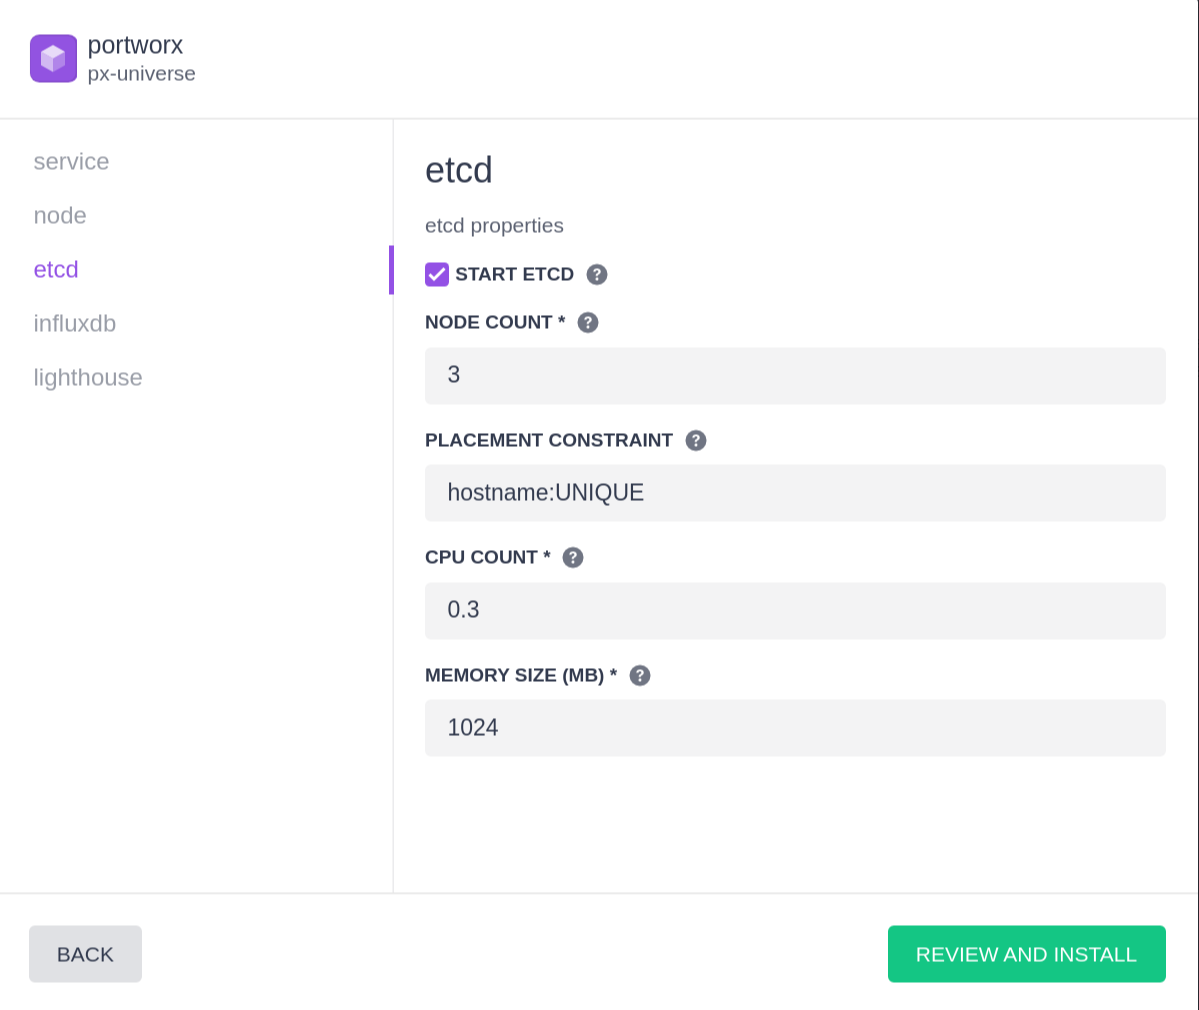 portworx
px-universe
service
node
etcd
influxdb
lighthouse
etcd
etcd properties
START ETCD ?
NODE COUNT * ?
3
PLACEMENT CONSTRAINT ?
hostname:UNIQUE
CPU COUNT * ?
0.3
MEMORY SIZE (MB) * ?
1024
BACK
REVIEW AND INSTALL